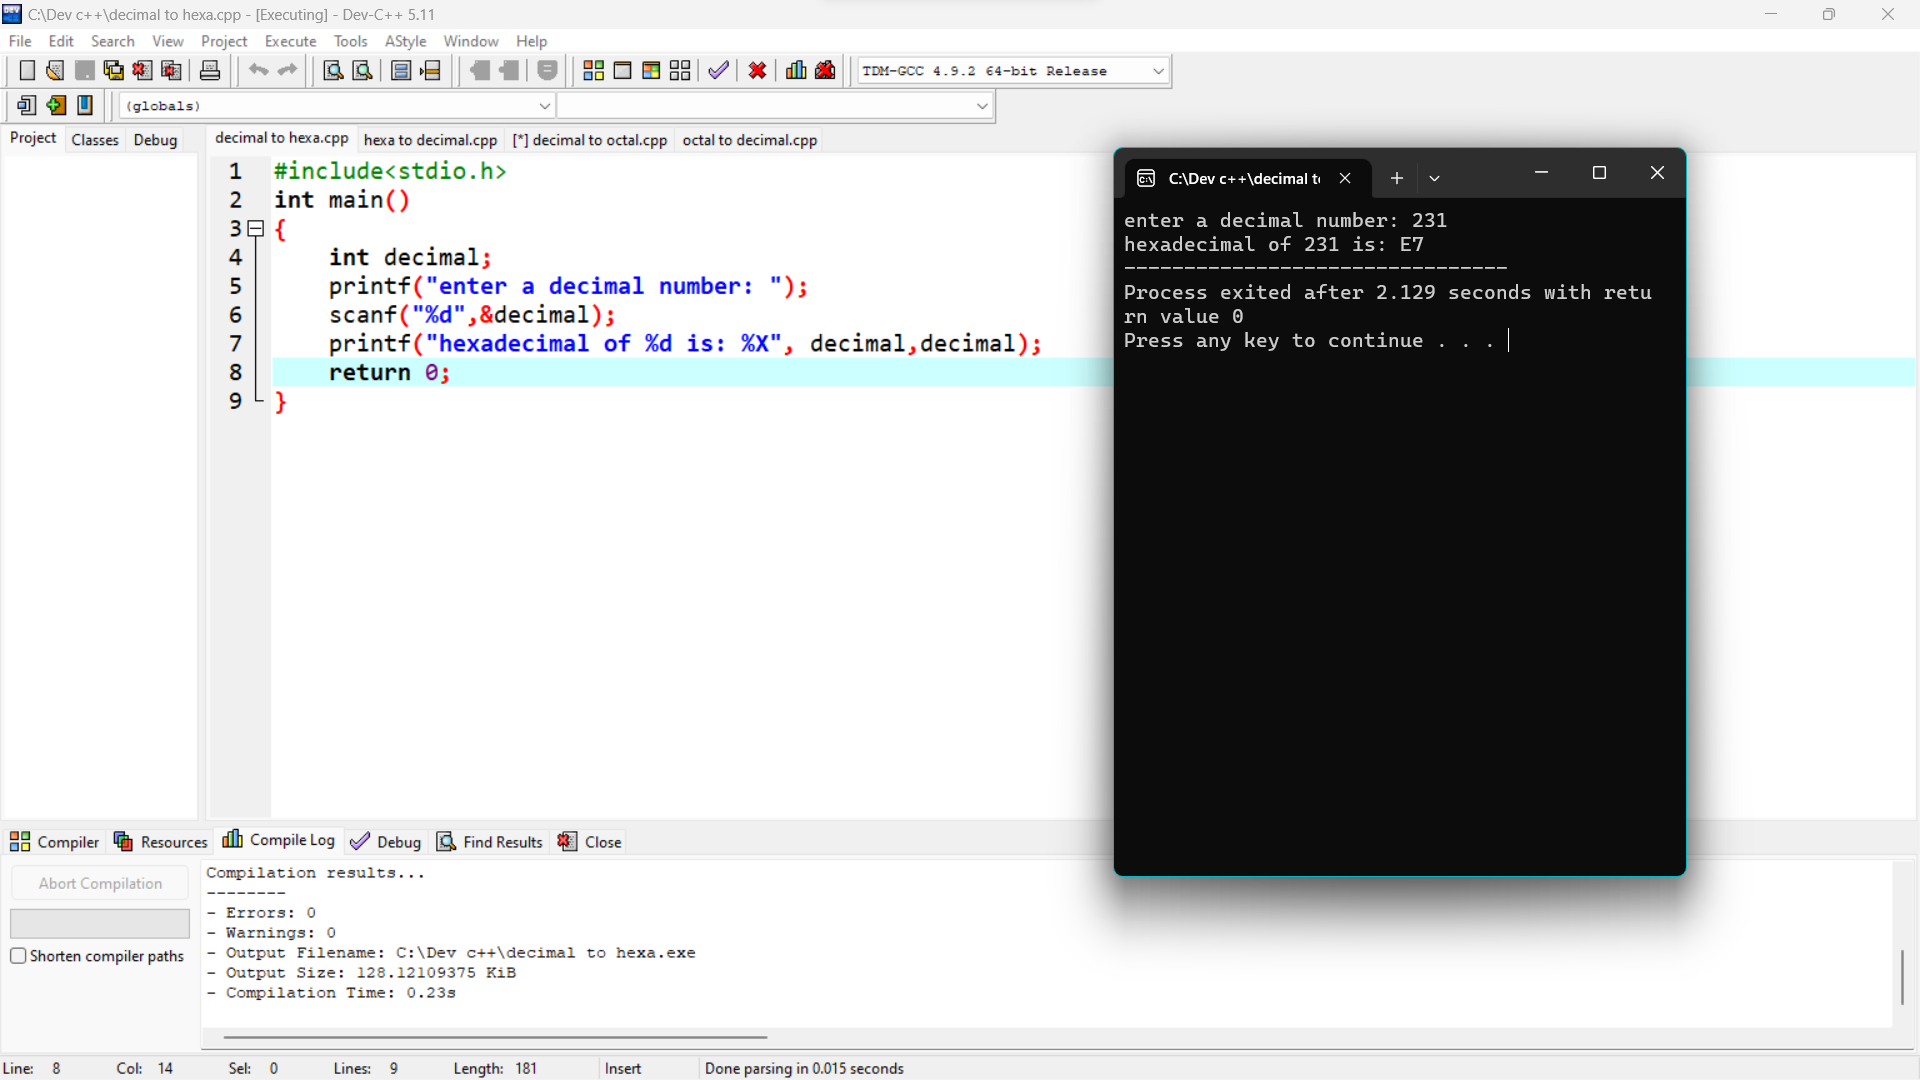 C:\Dev c++\decimal to hexa.cpp - [Executing] - Dev-C++ 5.11
File Edit Search View Project Execute Tools AStyle Window Help
TDM-GCC 4.9.2 64-bit Release
(globals)
Project Classes Debug
decimal to hexa.cpp hexa to decimal.cpp [*] decimal to octal.cpp octal to decimal.cpp
1 #include<stdio.h>
2 int main()
3 {
4 int decimal;
5 printf("enter a decimal number: ");
6 scanf("%d",&decimal);
7 printf("hexadecimal of %d is: %X", decimal,decimal);
8 return 0;
9 }
C:\Dev c++\decimal t
enter a decimal number: 231
hexadecimal of 231 is: E7
--------------------------------
Process exited after 2.129 seconds with retu
rn value 0
Press any key to continue . . .
Compiler Resources Compile Log Debug Find Results Close
Abort Compilation
Shorten compiler paths
Compilation results...
--------
- Errors: 0
- Warnings: 0
- Output Filename: C:\Dev c++\decimal to hexa.exe
- Output Size: 128.12109375 KiB
- Compilation Time: 0.23s
Line: 8 Col: 14 Sel: 0 Lines: 9 Length: 181 Insert Done parsing in 0.015 seconds